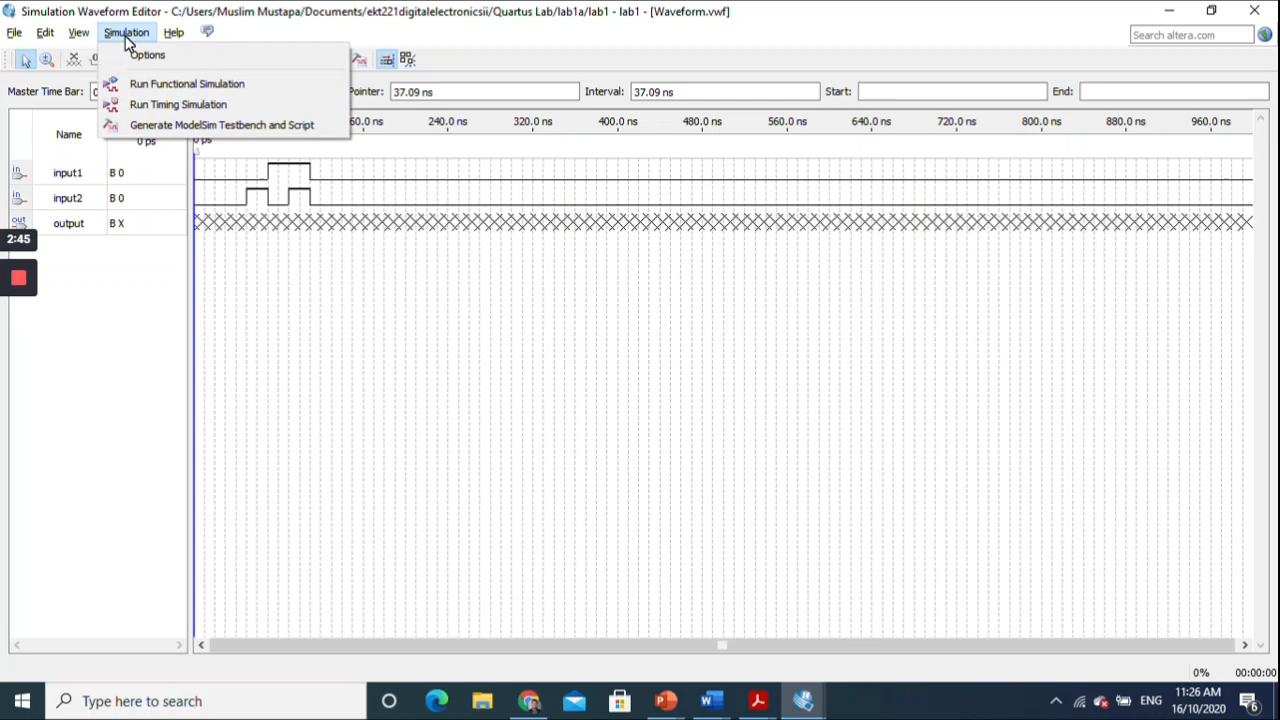 Simulation Waveform Editor - C:/Users/Muslim Mustapa/Documents/ekt221digitalelectronicsii/Quartus Lab/lab1a/lab1 - lab1 - [Waveform.vwf]
File Edit View Simulation Help
Search altera.com
Options
Run Functional Simulation
Run Timing Simulation
Generate ModelSim Testbench and Script
Master Time Bar: Pointer: 37.09 ns Interval: 37.09 ns Start: End:
Name
0 ps
60.0 ns 240.0 ns 320.0 ns 400.0 ns 480.0 ns 560.0 ns 640.0 ns 720.0 ns 800.0 ns 880.0 ns 960.0 ns
0 ps
input1 B 0
input2 B 0
output B X
2:45
0% 00:00:00
Type here to search
ENG
11:26 AM
16/10/2020
6